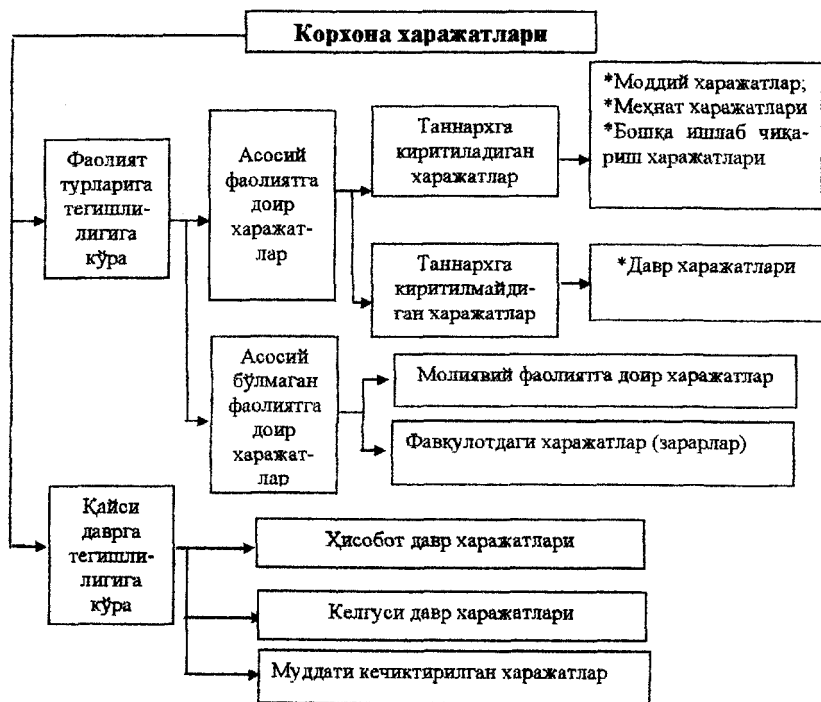 Корхона харажатлари
Фаолият
турларига
тегишли-
лигига
кўра
Асосий
фаолиятга
доир
харажат-
лар
Таннархга
киритиладиган
харажатлар
*Моддий харажатлар;
*Меҳнат харажатлари
*Бошқа ишлаб чиқа-
риш харажатлари
Таннархга
киритилмайди-
ган харажатлар
*Давр харажатлари
Асосий
бўлмаган
фаолиятга
доир
харажат-
лар
Молиявий фаолиятга доир харажатлар
Фавқулотдаги харажатлар (зарарлар)
Қайси
даврга
тегишли-
лигига
кўра
Ҳисобот давр харажатлари
Келгуси давр харажатлари
Муддати кечиктирилган харажатлар